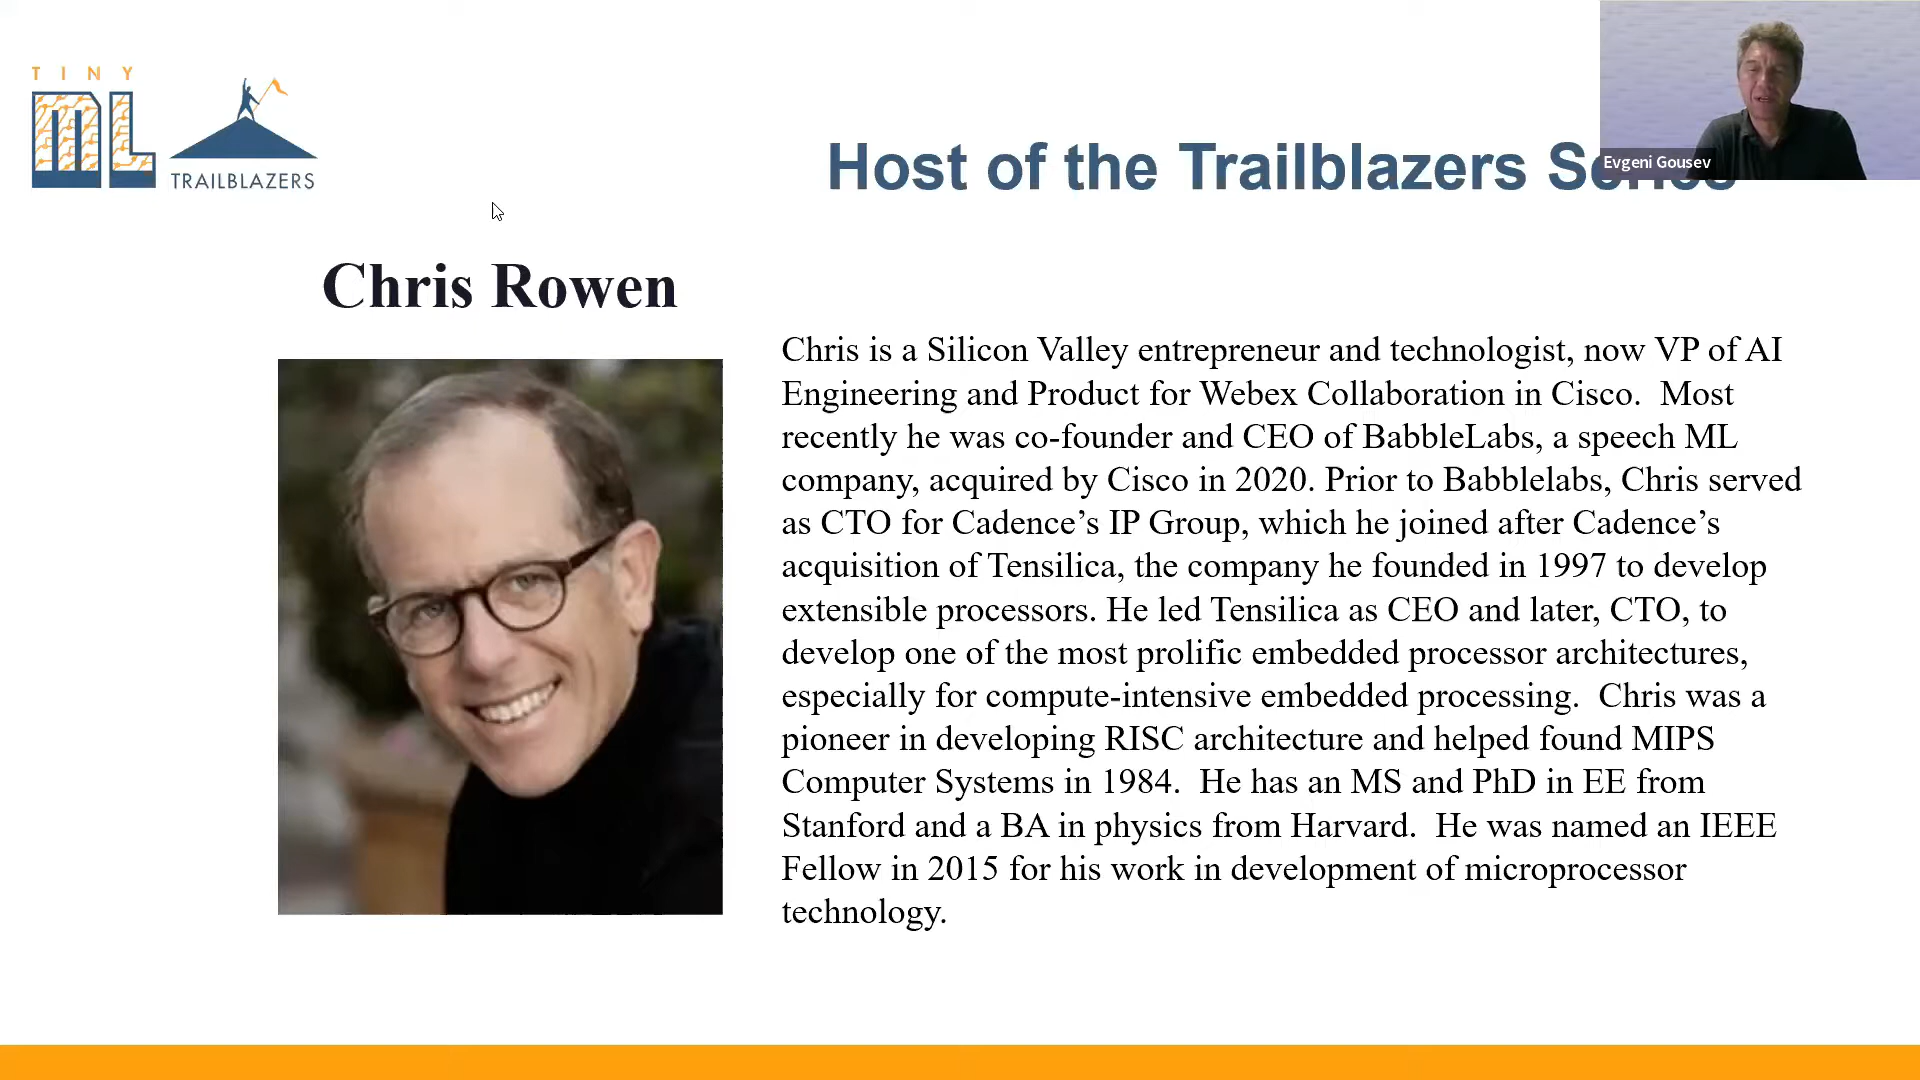 TINY
ML
TRAILBLAZERS
Host of the Trailblazers Series
Evgeni Gousev
Chris Rowen
Chris is a Silicon Valley entrepreneur and technologist, now VP of AI
Engineering and Product for Webex Collaboration in Cisco.  Most
recently he was co-founder and CEO of BabbleLabs, a speech ML
company, acquired by Cisco in 2020. Prior to Babblelabs, Chris served
as CTO for Cadence’s IP Group, which he joined after Cadence’s
acquisition of Tensilica, the company he founded in 1997 to develop
extensible processors. He led Tensilica as CEO and later, CTO, to
develop one of the most prolific embedded processor architectures,
especially for compute-intensive embedded processing.  Chris was a
pioneer in developing RISC architecture and helped found MIPS
Computer Systems in 1984.  He has an MS and PhD in EE from
Stanford and a BA in physics from Harvard.  He was named an IEEE
Fellow in 2015 for his work in development of microprocessor
technology.